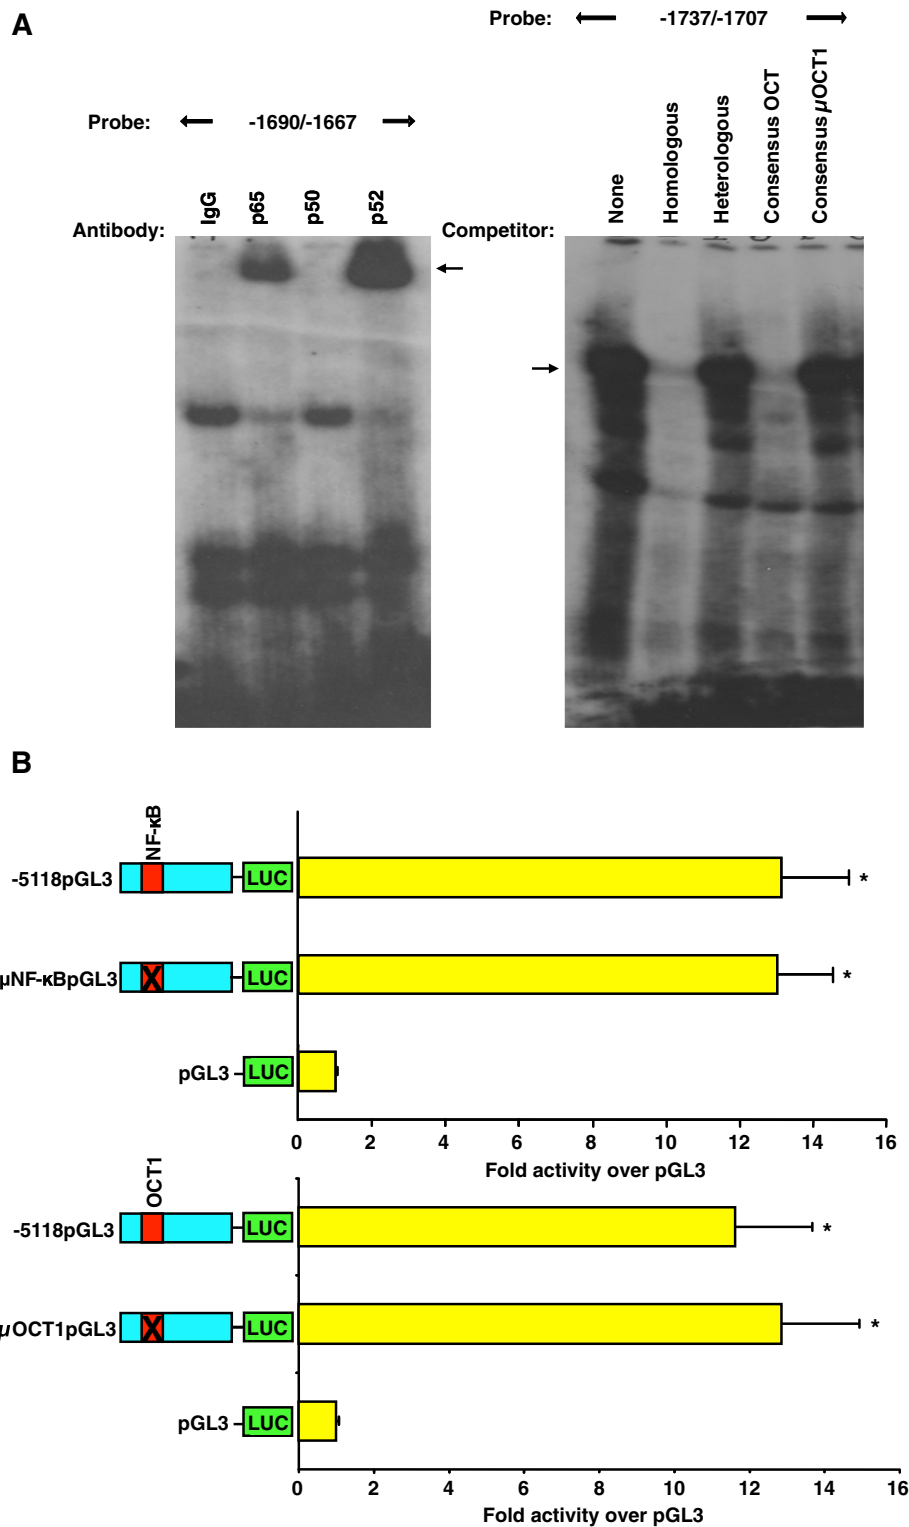 A
Probe: -1737/-1707
Probe: -1690/-1667
Antibody: IgG p65 p50 p52
Competitor: None Homologous Heterologous Consensus OCT Consensus μOCT1
B
NF-κB
-5118pGL3 LUC *
μNF-κBpGL3 X LUC *
pGL3 LUC
0 2 4 6 8 10 12 14 16
Fold activity over pGL3
OCT1
-5118pGL3 LUC *
μOCT1pGL3 X LUC *
pGL3 LUC
0 2 4 6 8 10 12 14 16
Fold activity over pGL3